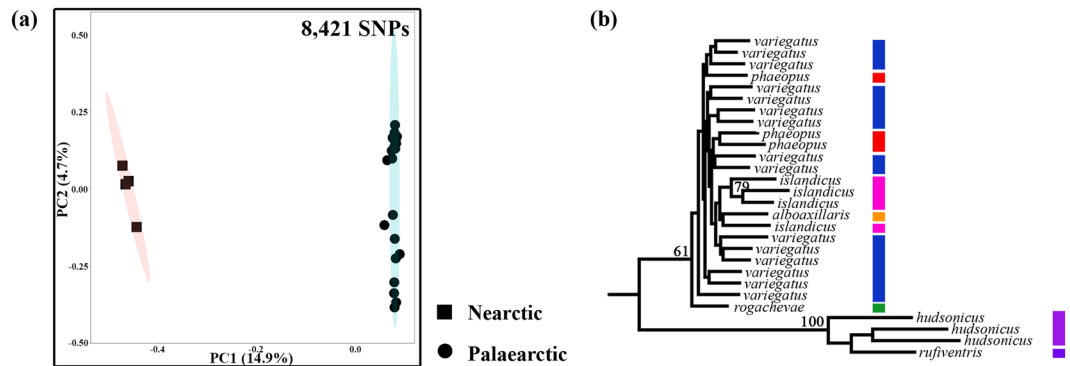 (a)
8,421 SNPs
0.50
0.25
0.00
-0.25
-0.50
PC2 (4.7%)
-0.4
-0.2
0.0
PC1 (14.9%)
Nearctic
Palaearctic
(b)
variegatus
variegatus
variegatus
phaeopus
variegatus
variegatus
variegatus
variegatus
phaeopus
phaeopus
variegatus
variegatus
islandicus
79
islandicus
islandicus
alboaxillaris
islandicus
variegatus
variegatus
61
variegatus
variegatus
variegatus
variegatus
rogachevae
hudsonicus
100
hudsonicus
hudsonicus
rufiventris